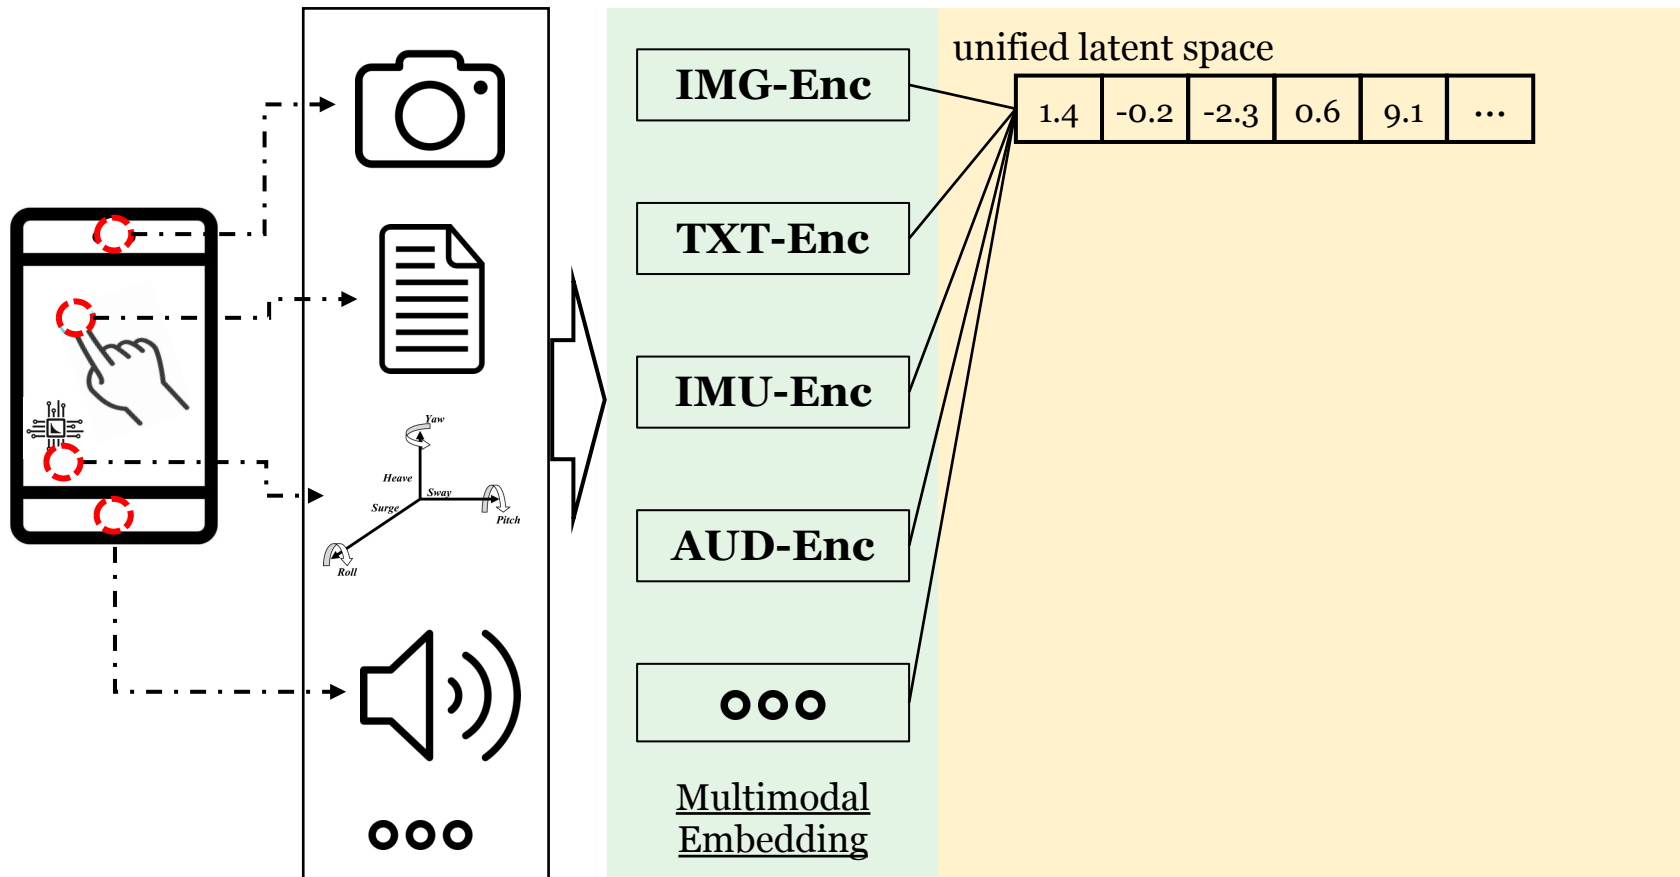 Yaw
Heave
Sway
Surge
Pitch
Roll
IMG-Enc
TXT-Enc
IMU-Enc
AUD-Enc
Multimodal
Embedding
unified latent space
1.4 -0.2 -2.3 0.6 9.1 ...